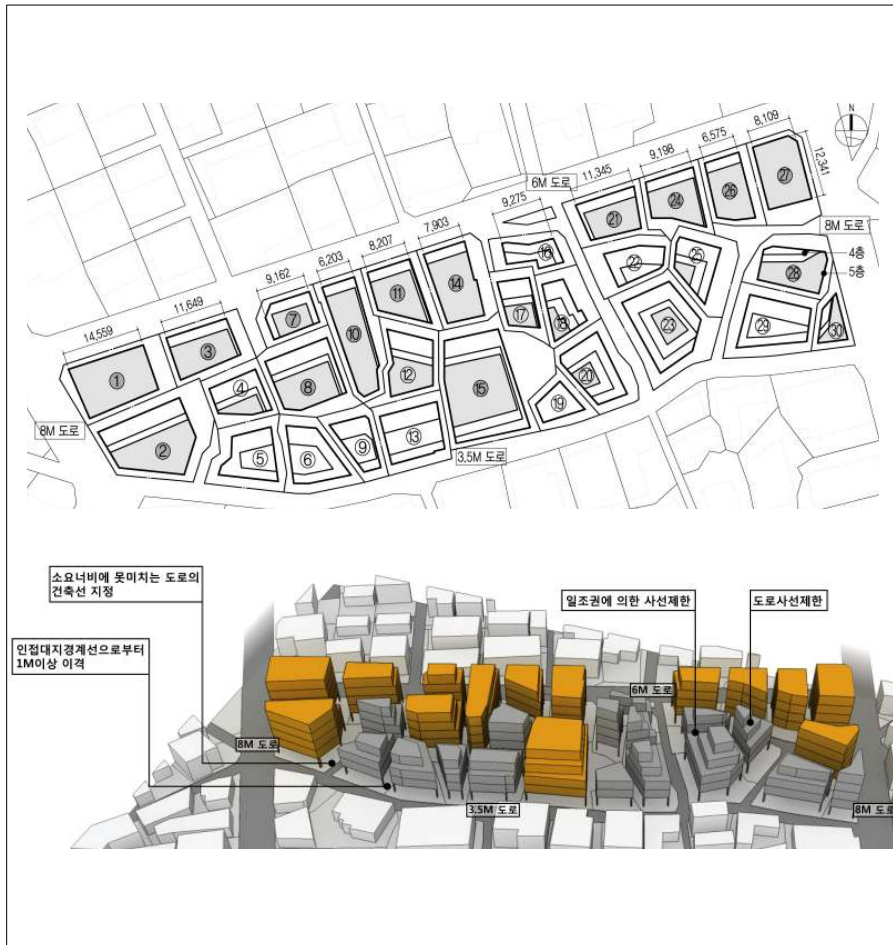 N
8,109
6,575
9,198
12,341
11,345
6M 도로
9,275
7,903
8,207
6,203
9,162
11,649
14,559
8M 도로
4층
5층
㉗
㉖
㉔
㉑
⑯
㉕
㉒
㉘
⑭
⑪
⑦
⑩
⑰
⑱
㉓
㉙
㉚
③
①
⑧
⑫
⑮
⑳
⑲
④
8M 도로
②
⑤
⑥
⑨
⑬
3.5M 도로
소요너비에 못미치는 도로의
건축선 지정
일조권에 의한 사선제한
도로사선제한
인접대지경계선으로부터
1M이상 이격
6M 도로
8M 도로
3.5M 도로
8M 도로